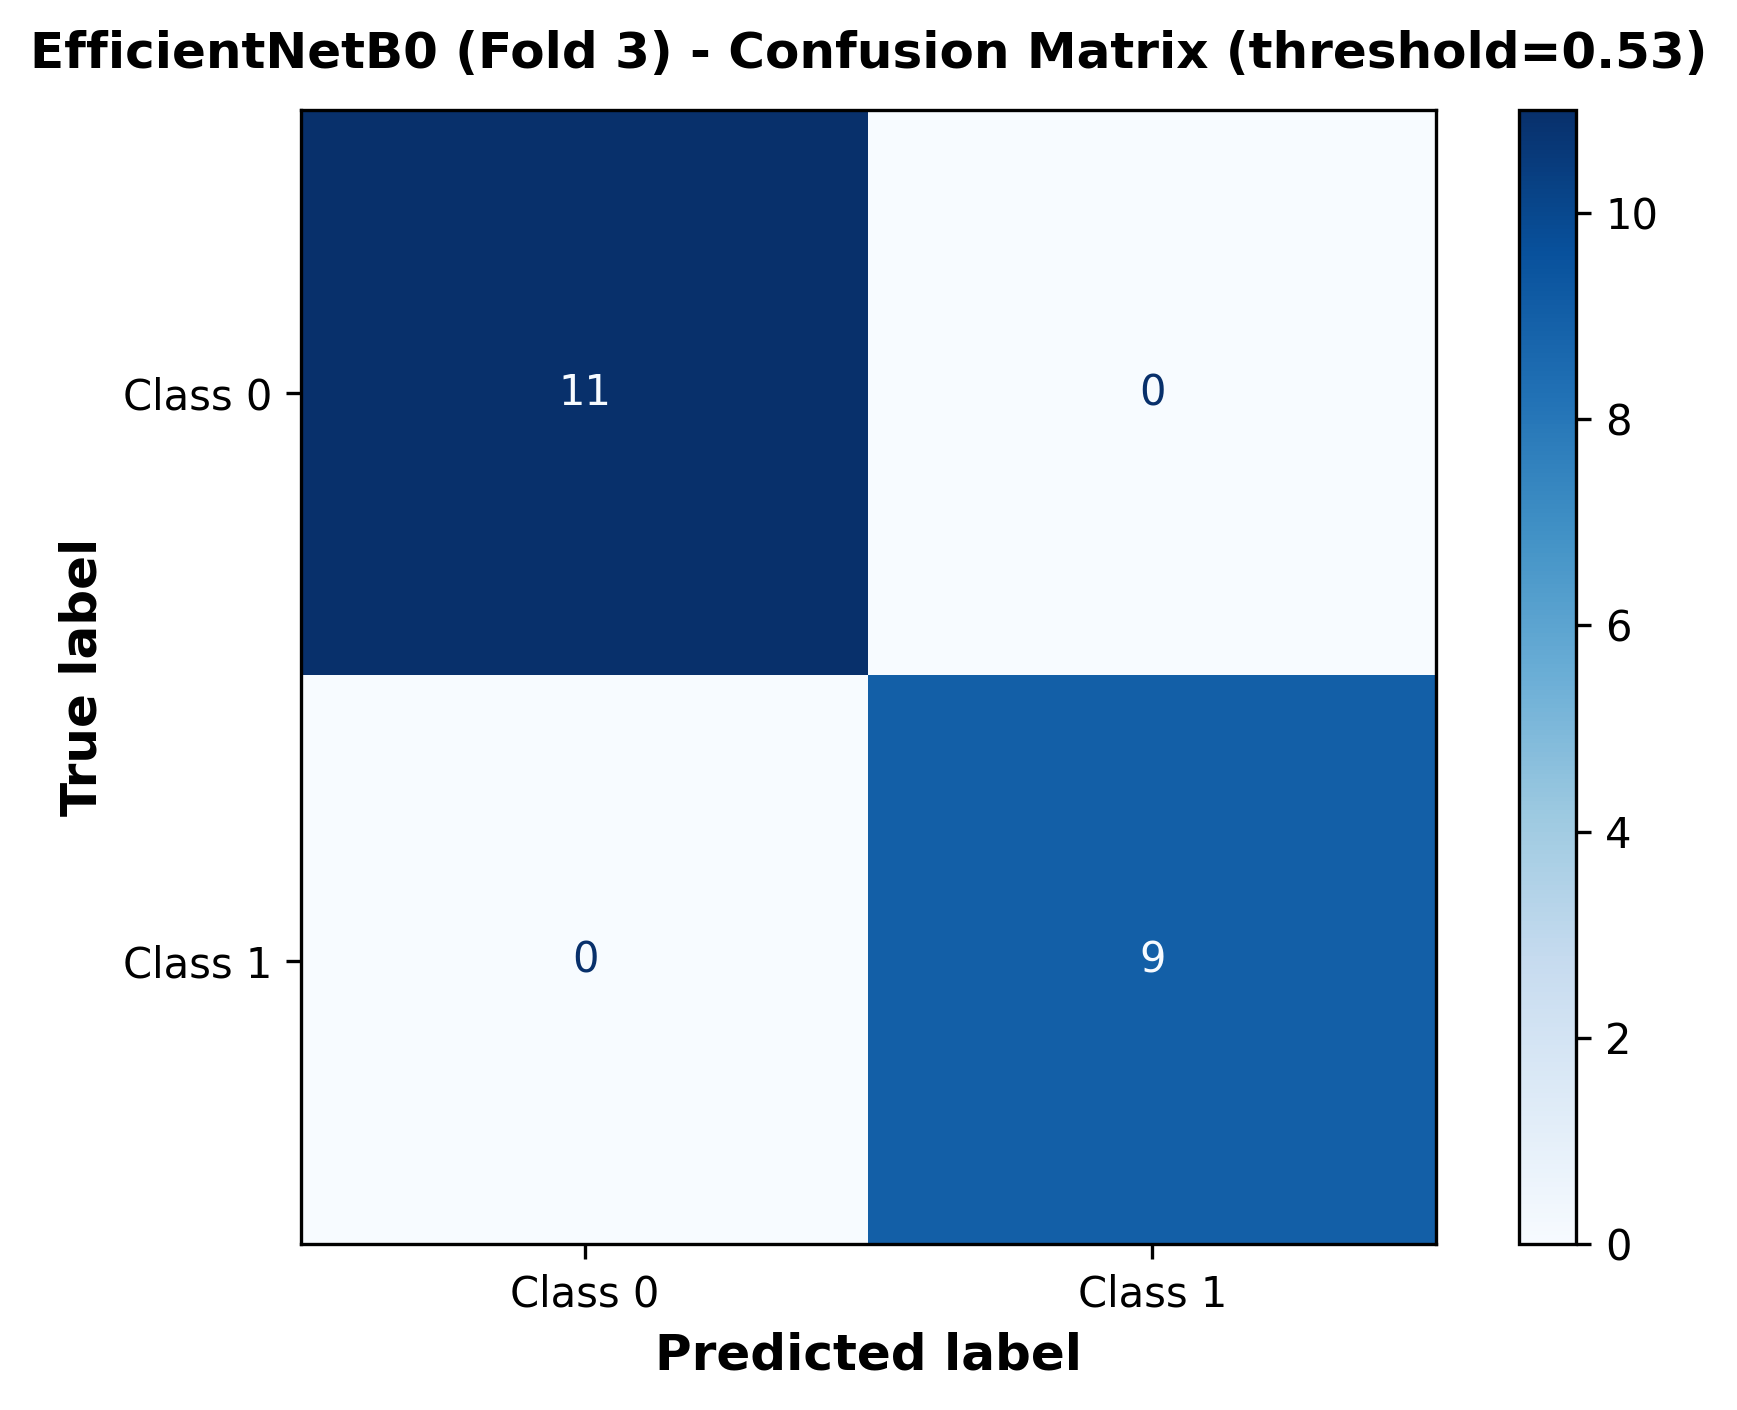 EfficientNetB0 (Fold 3) - Confusion Matrix (threshold=0.53)
True label
Class 0
11
0
Class 1
0
9
Class 0
Class 1
Predicted label
10
8
6
4
2
0